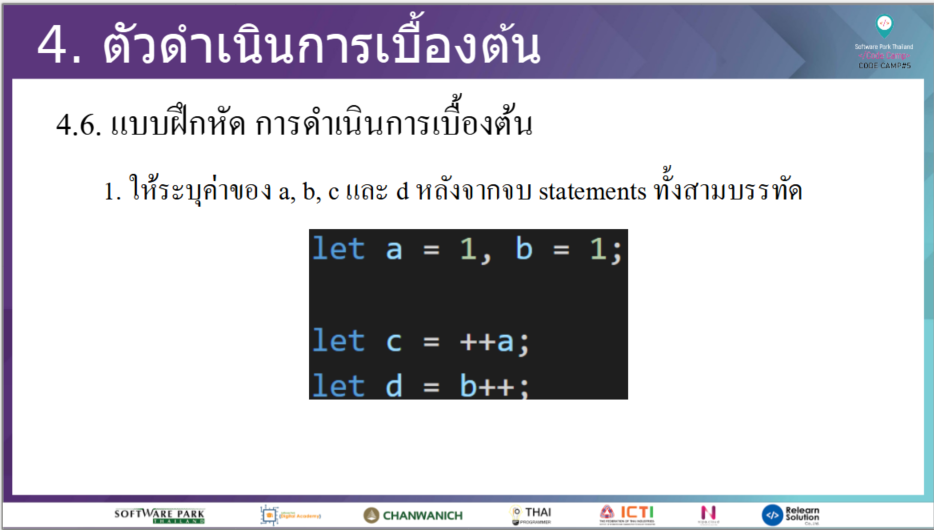 4. ตัวดำเนินการเบื้องต้น
Software Park Thailand
CODE CAMP#5
4.6. แบบฝึกหัด การดำเนินการเบื้องต้น
1. ให้ระบุค่าของ a, b, c และ d หลังจากจบ statements ทั้งสามบรรทัด
let a = 1, b = 1;
let c = ++a;
let d = b++;
SOFTWARE PARK
THAILAND
CHANWANICH
THAI
PROGRAMMER
ICTI
Relearn
Solution